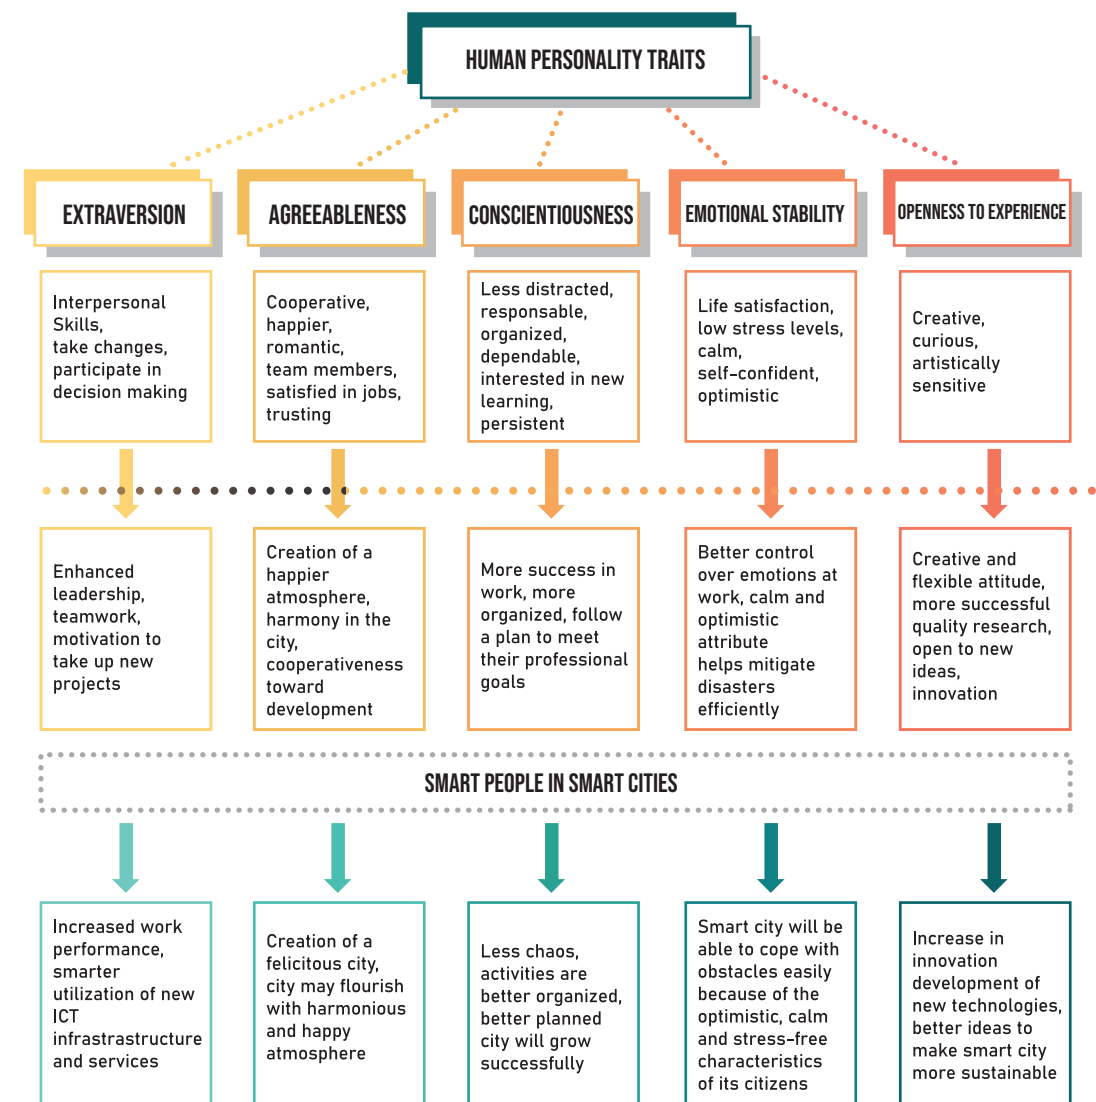 HUMAN PERSONALITY TRAITS
EXTRAVERSION
AGREEABLENESS
CONSCIENTIOUSNESS
EMOTIONAL STABILITY
OPENNESS TO EXPERIENCE
Interpersonal
Skills,
take changes,
participate in
decision making
Cooperative,
happier,
romantic,
team members,
satisfied in jobs,
trusting
Less distracted,
responsable,
organized,
dependable,
interested in new
learning,
persistent
Life satisfaction,
low stress levels,
calm,
self-confident,
optimistic
Creative,
curious,
artistically
sensitive
Enhanced
leadership,
teamwork,
motivation to
take up new
projects
Creation of a
happier
atmosphere,
harmony in the
city,
cooperativeness
toward
development
More success in
work, more
organized, follow
a plan to meet
their professional
goals
Better control
over emotions at
work, calm and
optimistic
attribute
helps mitigate
disasters
efficiently
Creative and
flexible attitude,
more successful
quality research,
open to new
ideas,
innovation
SMART PEOPLE IN SMART CITIES
Increased work
performance,
smarter
utilization of new
ICT
infrastrastructure
and services
Creation of a
felicitous city,
city may flourish
with harmonious
and happy
atmosphere
Less chaos,
activities are
better organized,
better planned
city will grow
successfully
Smart city will be
able to cope with
obstacles easily
because of the
optimistic, calm
and stress-free
characteristics
of its citizens
Increase in
innovation
development of
new technologies,
better ideas to
make smart city
more sustainable